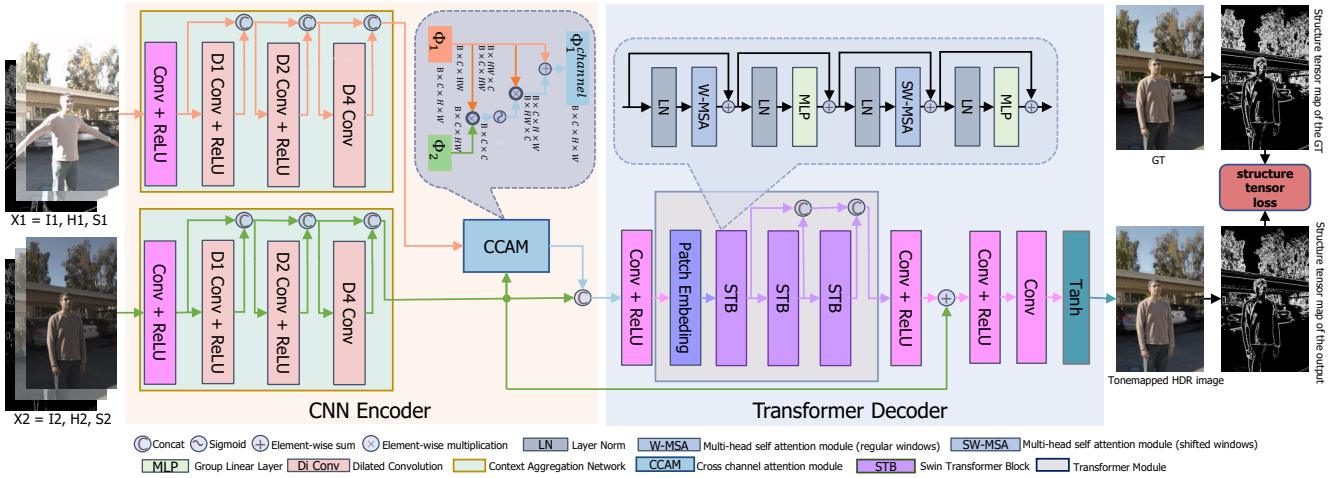 X1 = I1, H1, S1
X2 = I2, H2, S2
Conv + ReLU
D1 Conv + ReLU
D2 Conv + ReLU
D4 Conv
C
C
C
Conv + ReLU
D1 Conv + ReLU
D2 Conv + ReLU
D4 Conv
C
C
C
Φ1
Φ2
Φ1 channel
B × C × H × W
B × C × HW
B × HW × C
B × C × HW
B × C × C
B × HW × C
B × C × H × W
B × C × H × W
CCAM
C
CNN Encoder
LN
W-MSA
LN
MLP
LN
SW-MSA
LN
MLP
Conv + ReLU
Patch Embeding
STB
STB
STB
C
C
Conv + ReLU
Conv + ReLU
Conv
Tanh
Transformer Decoder
GT
Structure tensor map of the GT
structure
tensor
loss
Tonemapped HDR image
Structure tensor map of the output
C Concat
Sigmoid
Element-wise sum
Element-wise multiplication
LN Layer Norm
W-MSA Multi-head self attention module (regular windows)
SW-MSA Multi-head self attention module (shifted windows)
MLP Group Linear Layer
Di Conv Dilated Convolution
Context Aggregation Network
CCAM Cross channel attention module
STB Swin Transformer Block
Transformer Module